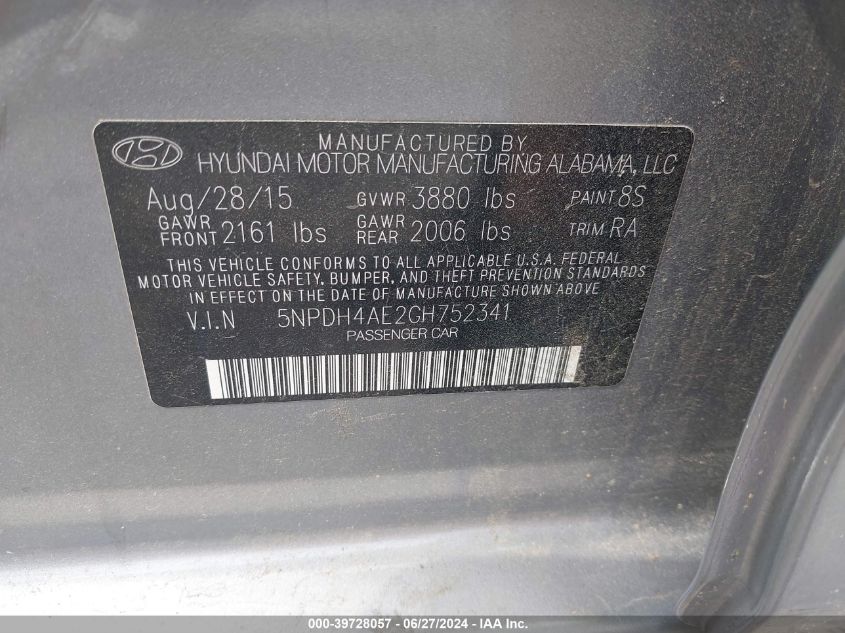 MANUFACTURED BY
HYUNDAI MOTOR MANUFACTURING ALABAMA, LLC
Aug/28/15 GVWR 3880 lbs PAINT 8S
GAWR FRONT 2161 lbs GAWR REAR 2006 lbs TRIM RA
THIS VEHICLE CONFORMS TO ALL APPLICABLE U.S.A. FEDERAL
MOTOR VEHICLE SAFETY, BUMPER, AND THEFT PREVENTION STANDARDS
IN EFFECT ON THE DATE OF MANUFACTURE SHOWN ABOVE
V.I.N 5NPDH4AE2GH752341
PASSENGER CAR
000-39728057 - 06/27/2024 - IAA Inc.